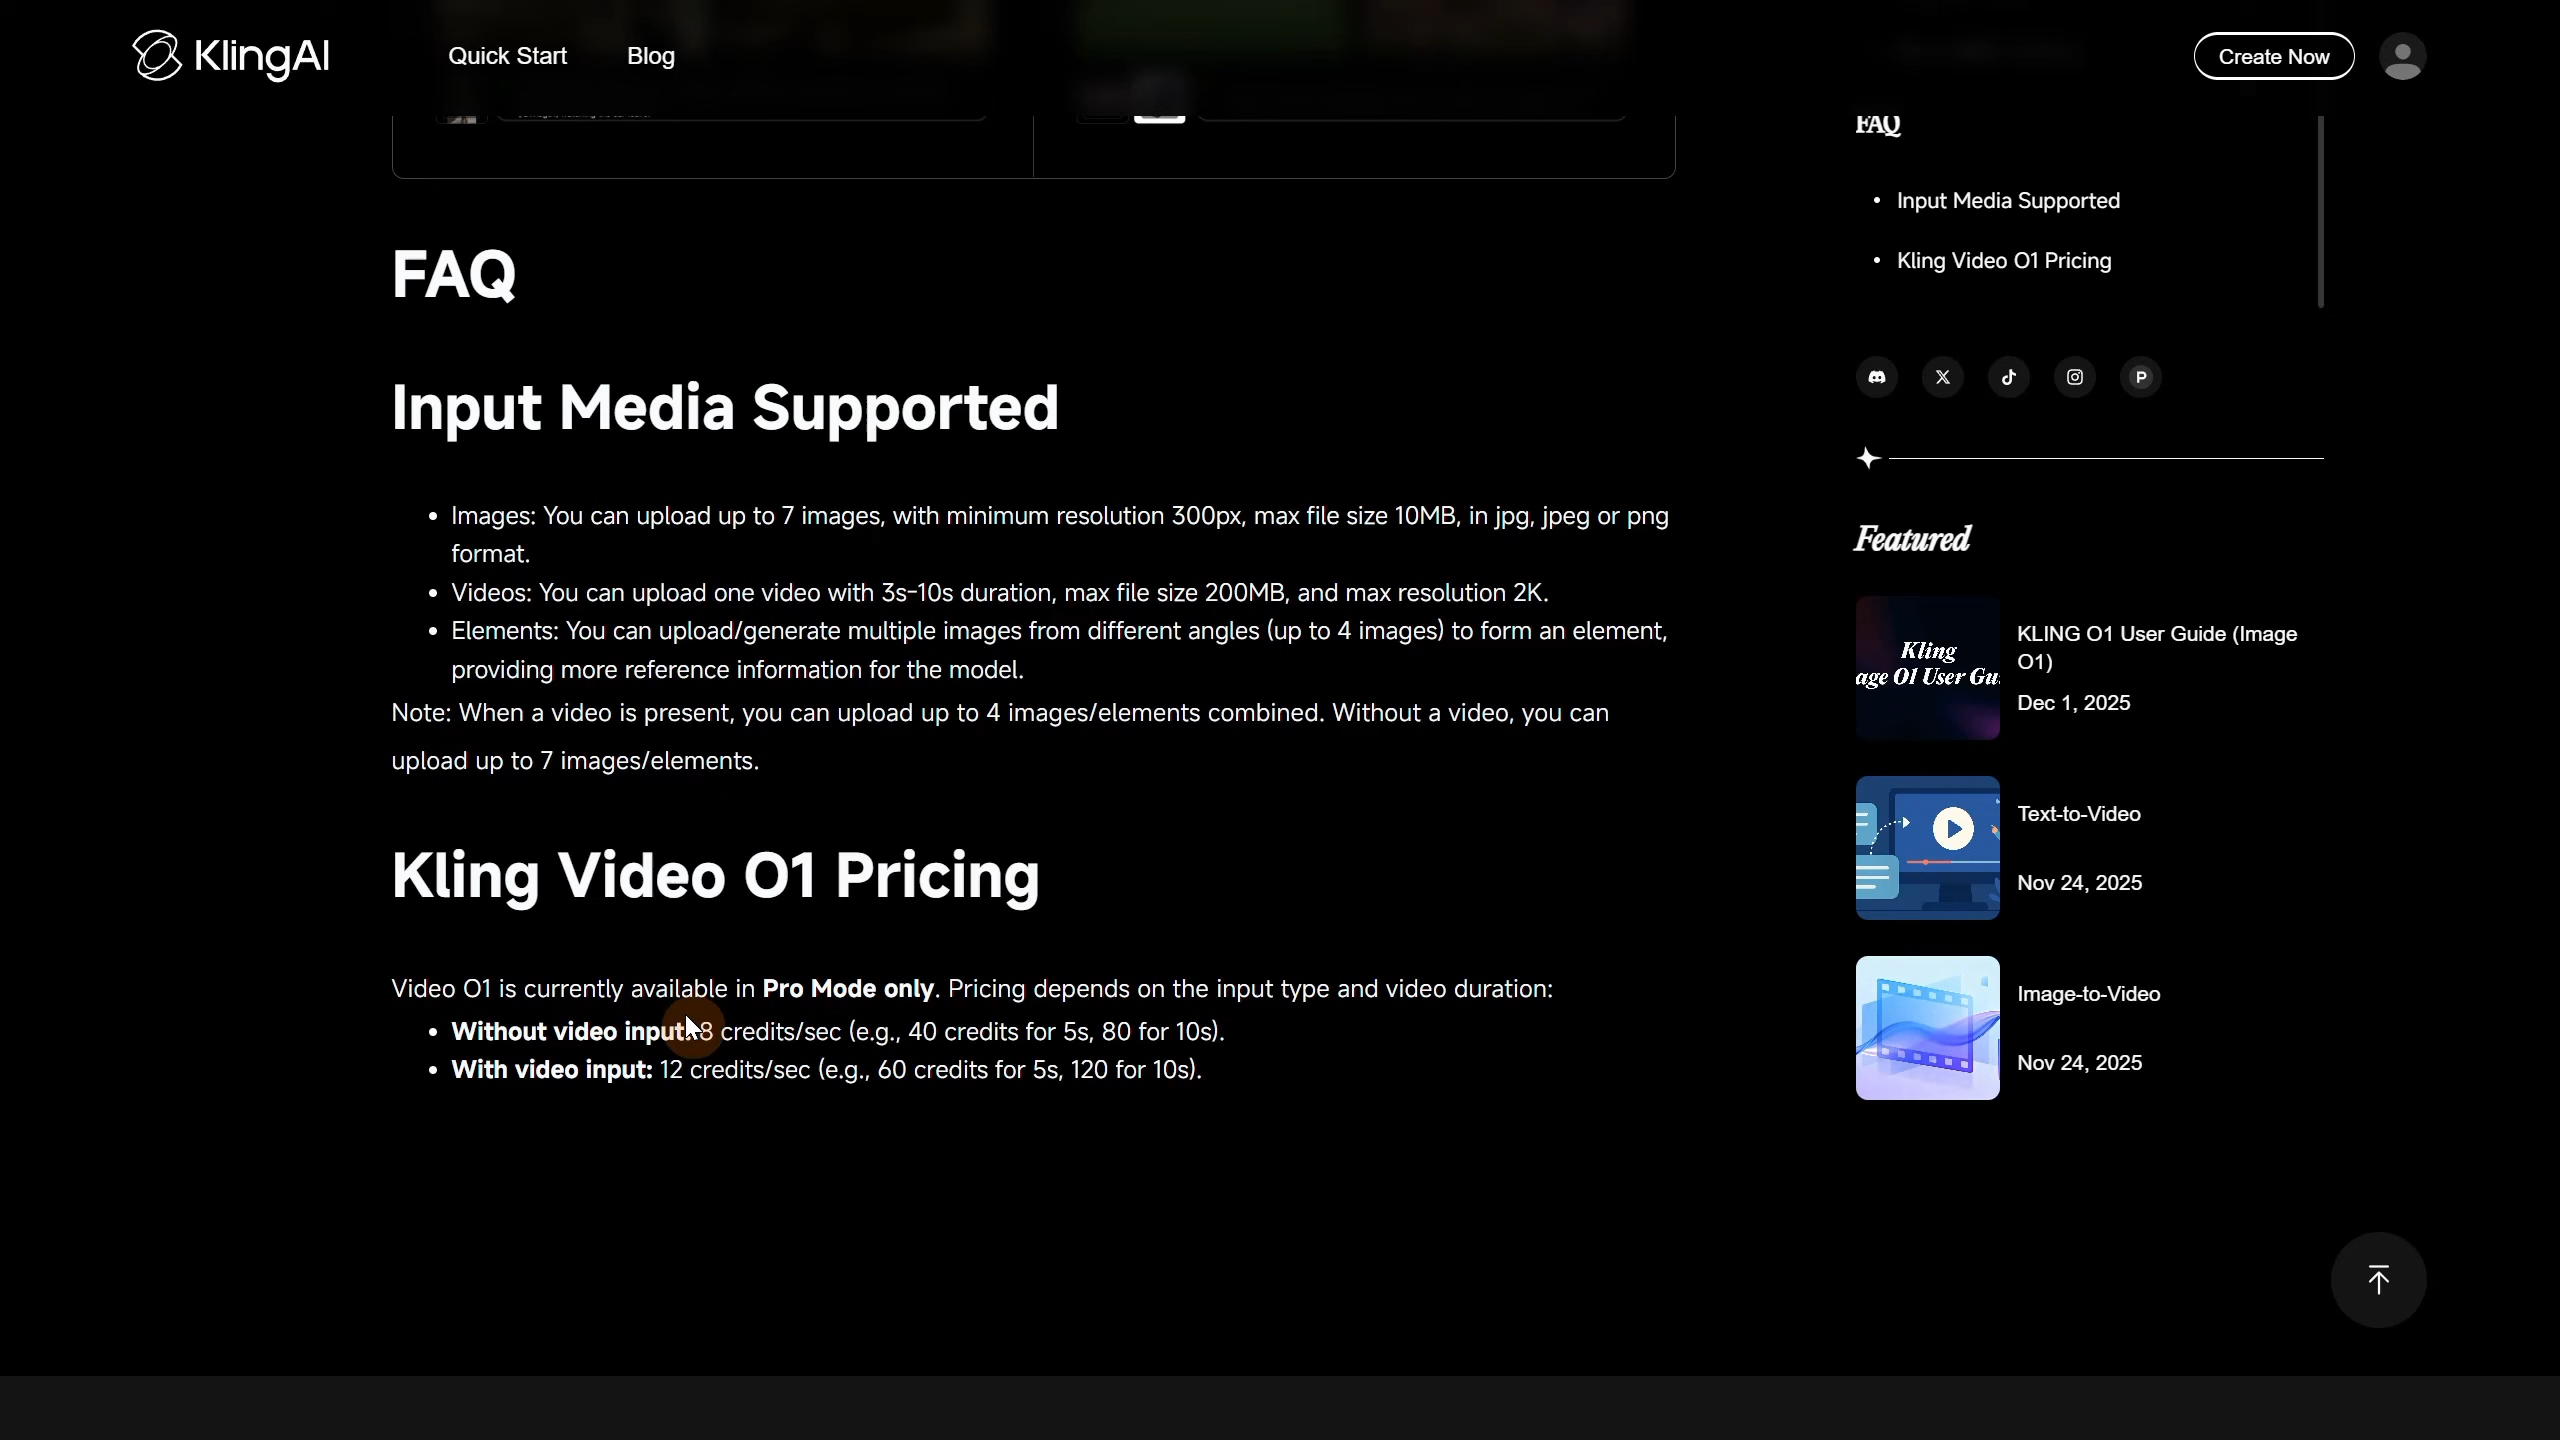 KlingAI
Quick Start
Blog
Create Now
FAQ
Input Media Supported
Kling Video O1 Pricing
FAQ
Input Media Supported
• Images: You can upload up to 7 images, with minimum resolution 300px, max file size 10MB, in jpg, jpeg or png
format.
• Videos: You can upload one video with 3s-10s duration, max file size 200MB, and max resolution 2K.
• Elements: You can upload/generate multiple images from different angles (up to 4 images) to form an element,
providing more reference information for the model.
Note: When a video is present, you can upload up to 4 images/elements combined. Without a video, you can
upload up to 7 images/elements.
Kling Video O1 Pricing
Video O1 is currently available in Pro Mode only. Pricing depends on the input type and video duration:
• Without video input: 8 credits/sec (e.g., 40 credits for 5s, 80 for 10s).
• With video input: 12 credits/sec (e.g., 60 credits for 5s, 120 for 10s).
Featured
Kling
age O1 User Gu
KLING O1 User Guide (Image
O1)
Dec 1, 2025
Text-to-Video
Nov 24, 2025
Image-to-Video
Nov 24, 2025